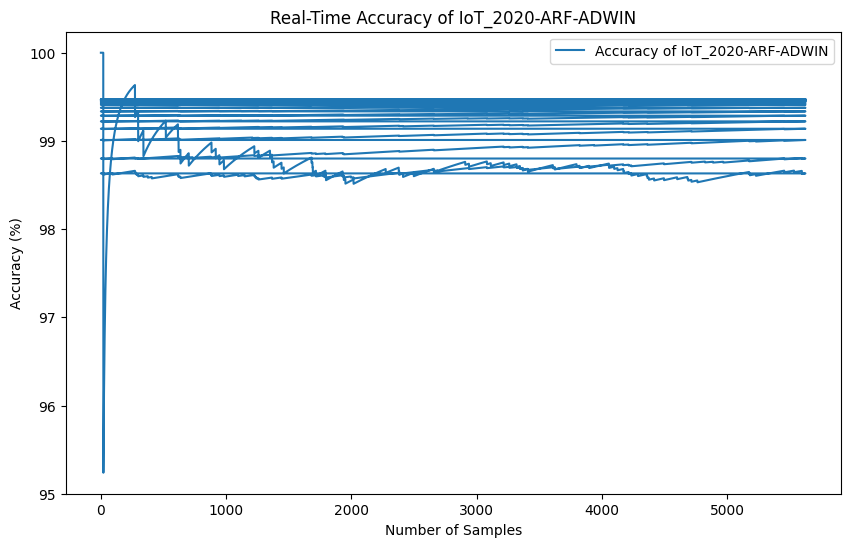 Real-Time Accuracy of IoT_2020-ARF-ADWIN
Accuracy of IoT_2020-ARF-ADWIN
Accuracy (%)
100
99
98
97
96
95
0 1000 2000 3000 4000 5000
Number of Samples